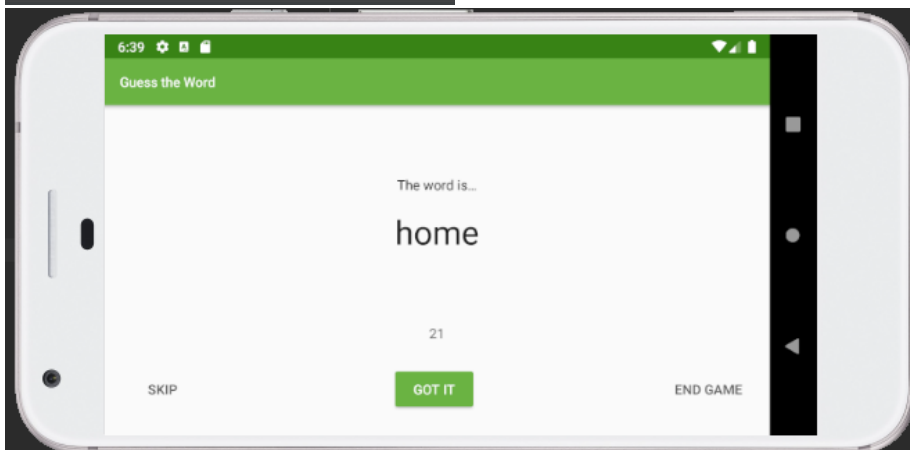 6:39
Guess the Word
The word is...
home
21
SKIP
GOT IT
END GAME